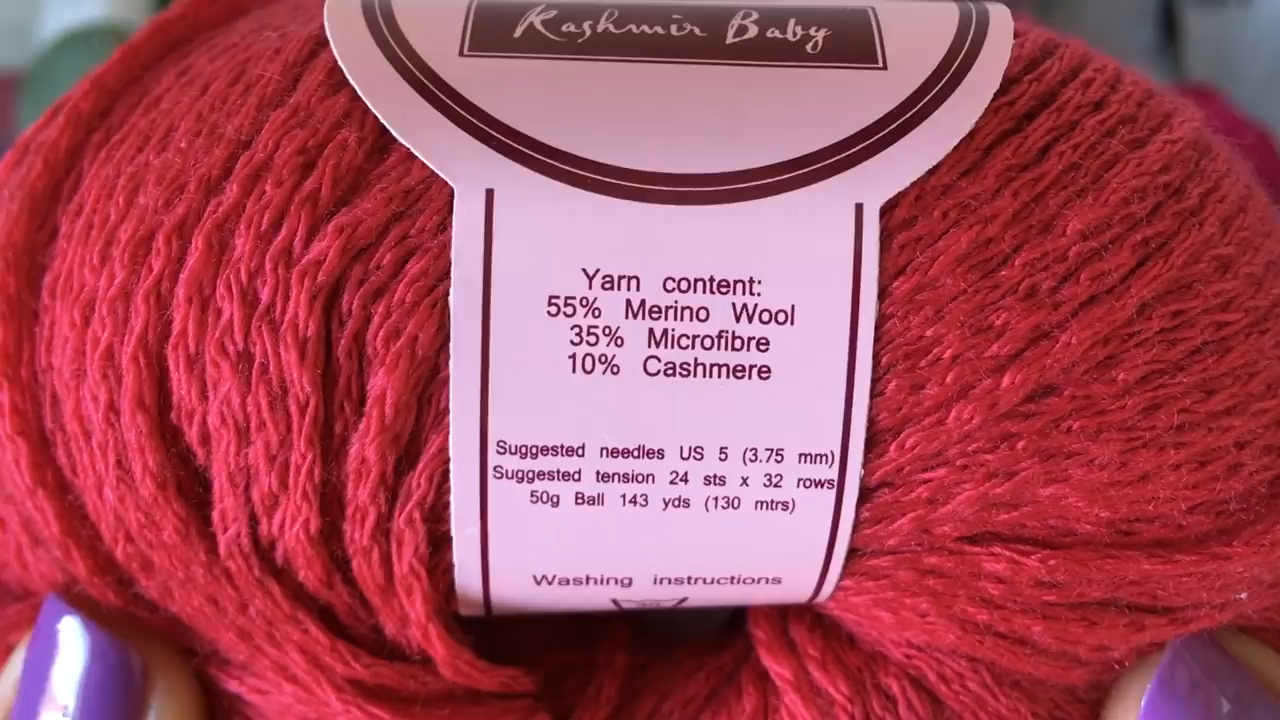 Kashmir Baby
Yarn content:
55% Merino Wool
35% Microfibre
10% Cashmere
Suggested needles US 5 (3.75 mm)
Suggested tension 24 sts x 32 rows
50g Ball 143 yds (130 mtrs)
Washing instructions